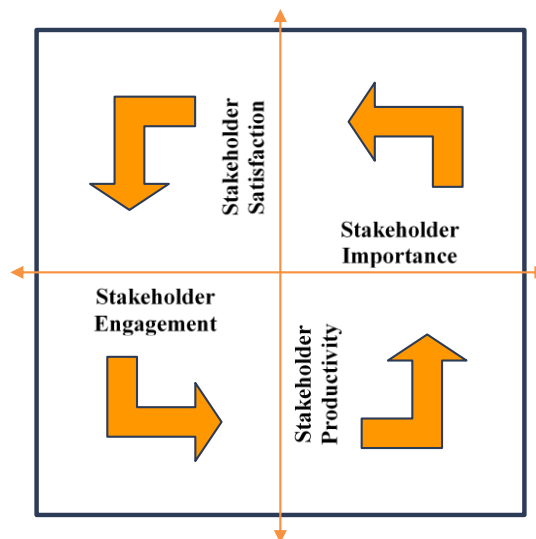 Stakeholder
Satisfaction
Stakeholder
Importance
Stakeholder
Engagement
Stakeholder
Productivity